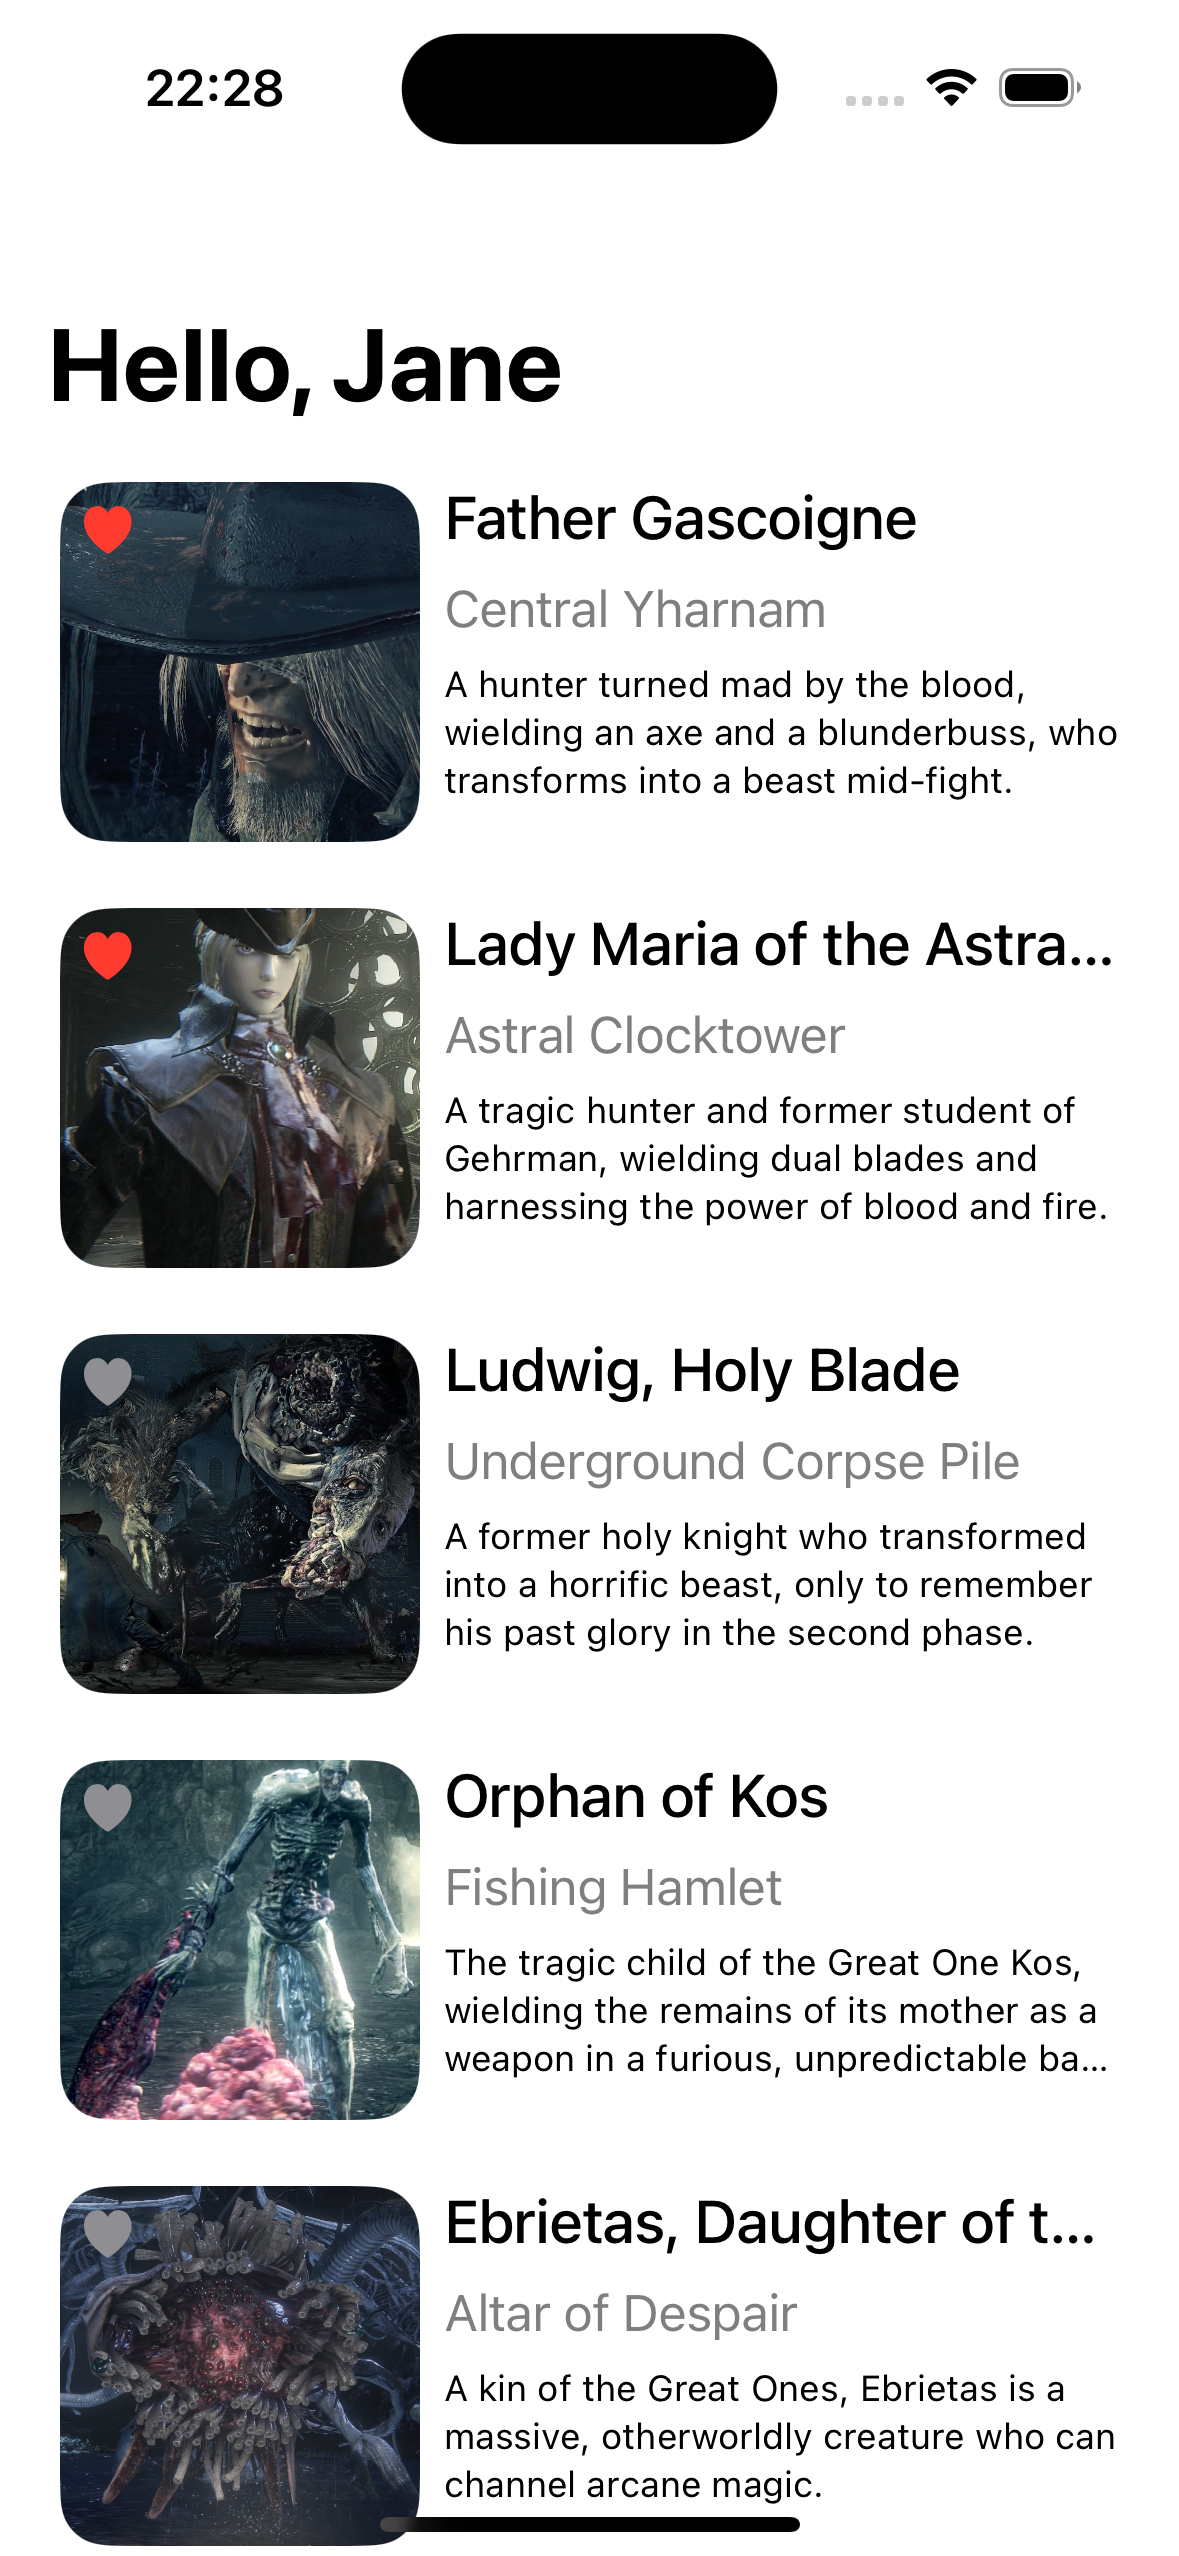 22:28
Hello, Jane
Father Gascoigne
Central Yharnam
A hunter turned mad by the blood,
wielding an axe and a blunderbuss, who
transforms into a beast mid-fight.
Lady Maria of the Astra...
Astral Clocktower
A tragic hunter and former student of
Gehrman, wielding dual blades and
harnessing the power of blood and fire.
Ludwig, Holy Blade
Underground Corpse Pile
A former holy knight who transformed
into a horrific beast, only to remember
his past glory in the second phase.
Orphan of Kos
Fishing Hamlet
The tragic child of the Great One Kos,
wielding the remains of its mother as a
weapon in a furious, unpredictable ba...
Ebrietas, Daughter of t...
Altar of Despair
A kin of the Great Ones, Ebrietas is a
massive, otherworldly creature who can
channel arcane magic.